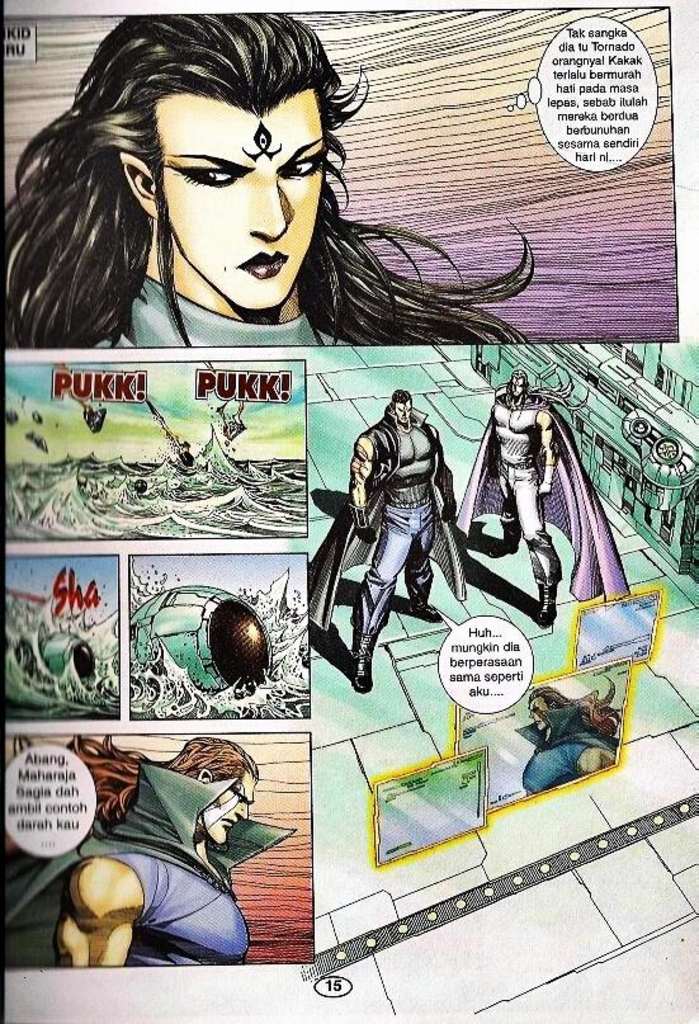 KID
RU
Tak sangka
dia tu Tornado
orangnya! Kakak
terlalu bermurah
hati pada masa
lepas, sebab itulah
mereka berdua
berbunuhan
sesama sendiri
hari ni....
PUKK! PUKK!
Sha
Huh...
mungkin dia
berperasaan
sama seperti
aku....
Abang,
Maharaja
Sagia dah
ambil contoh
darah kau
....
15